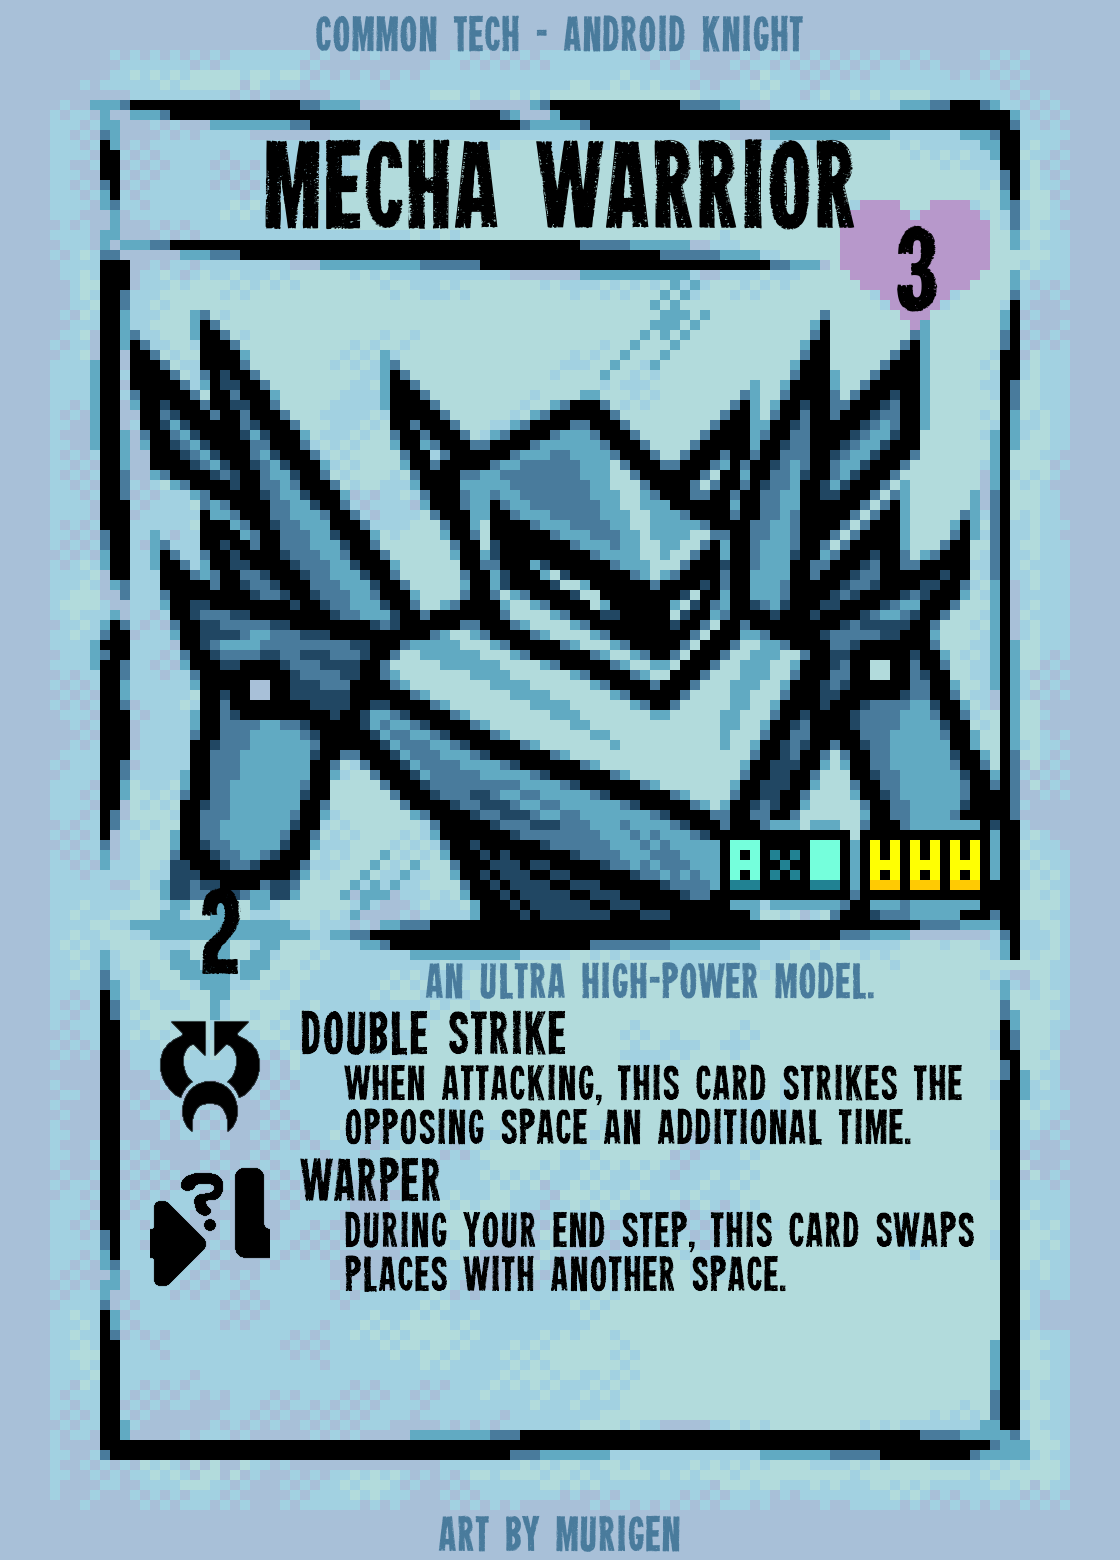 COMMON TECH - ANDROID KNIGHT
MECHA WARRIOR
3
2
AN ULTRA HIGH-POWER MODEL.
DOUBLE STRIKE
WHEN ATTACKING, THIS CARD STRIKES THE
OPPOSING SPACE AN ADDITIONAL TIME.
?
WARPER
DURING YOUR END STEP, THIS CARD SWAPS
PLACES WITH ANOTHER SPACE.
ART BY MURIGEN